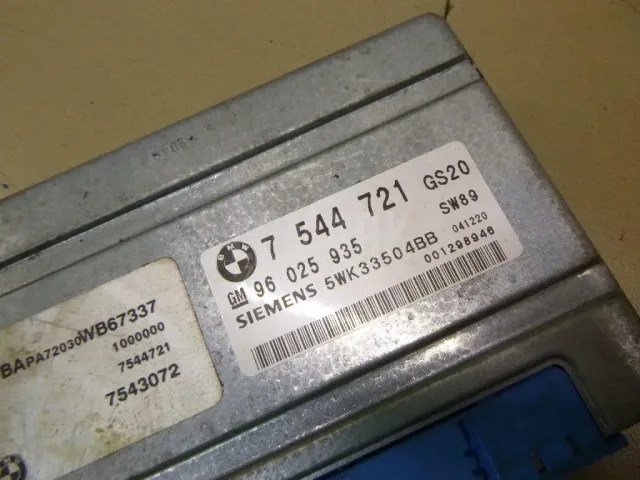 7 544 721 GS20
GM 96 025 935 SW89
SIEMENS 5WK33504BB 041220
001298946
BAPA72030WB67337
1000000
7544721
7543072